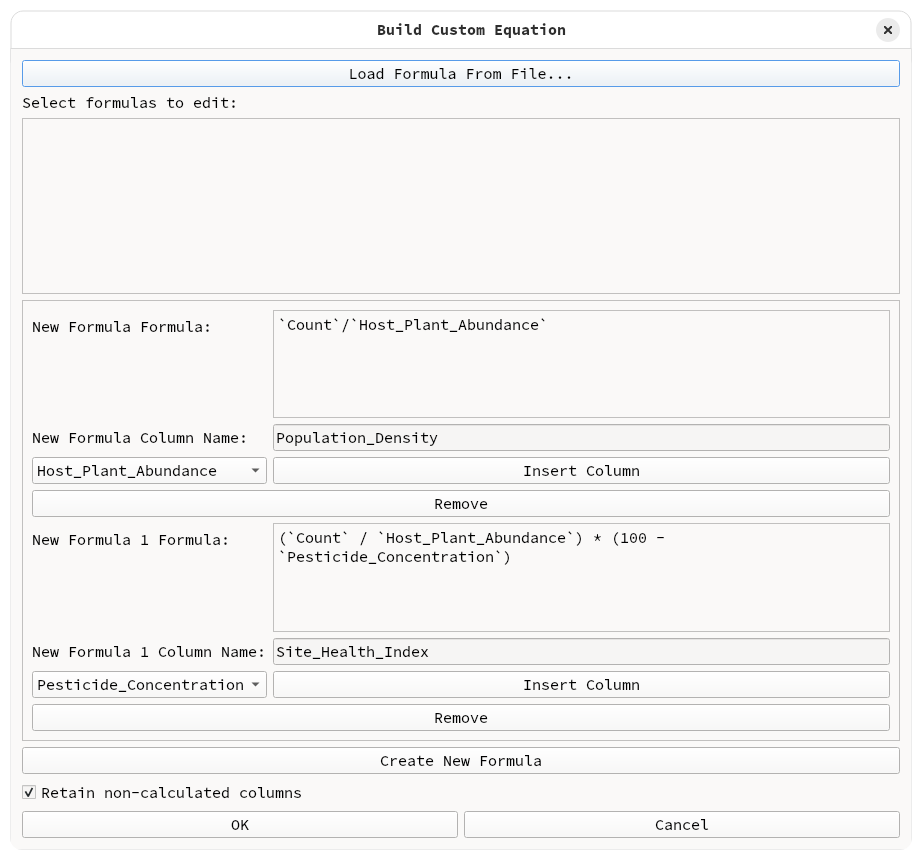 Build Custom Equation
Load Formula From File...
Select formulas to edit:
New Formula Formula:
`Count`/`Host_Plant_Abundance`
New Formula Column Name:
Population_Density
Host_Plant_Abundance
Insert Column
Remove
New Formula 1 Formula:
(`Count` / `Host_Plant_Abundance`) * (100 -
`Pesticide_Concentration`)
New Formula 1 Column Name:
Site_Health_Index
Pesticide_Concentration
Insert Column
Remove
Create New Formula
Retain non-calculated columns
OK
Cancel